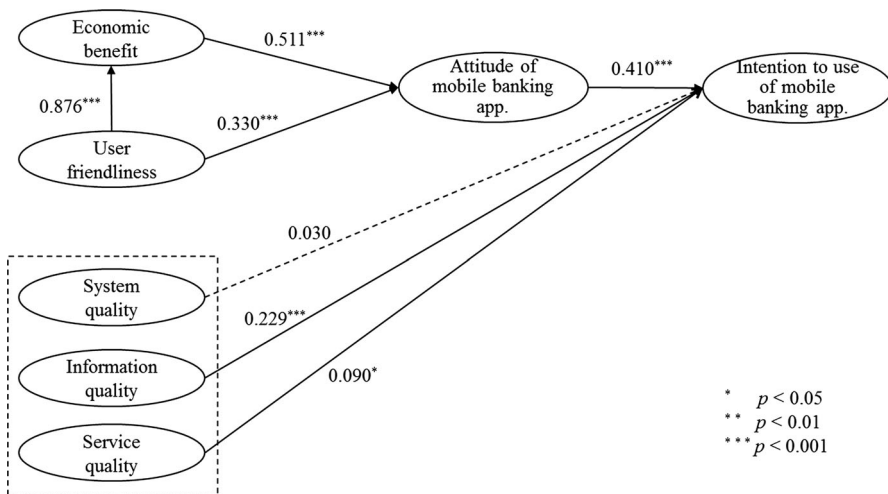 Economic
benefit
0.511***
Attitude of
mobile banking
app.
0.410***
Intention to use
of mobile
banking app.
0.876***
0.330***
User
friendliness
0.030
System
quality
0.229***
Information
quality
0.090*
Service
quality
* p < 0.05
** p < 0.01
*** p < 0.001